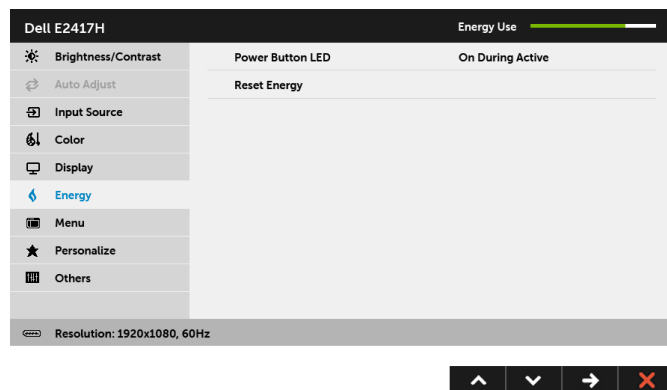 Dell E2417H Energy Use
Brightness/Contrast Power Button LED On During Active
Auto Adjust Reset Energy
Input Source
Color
Display
Energy
Menu
Personalize
Others
Resolution: 1920x1080, 60Hz